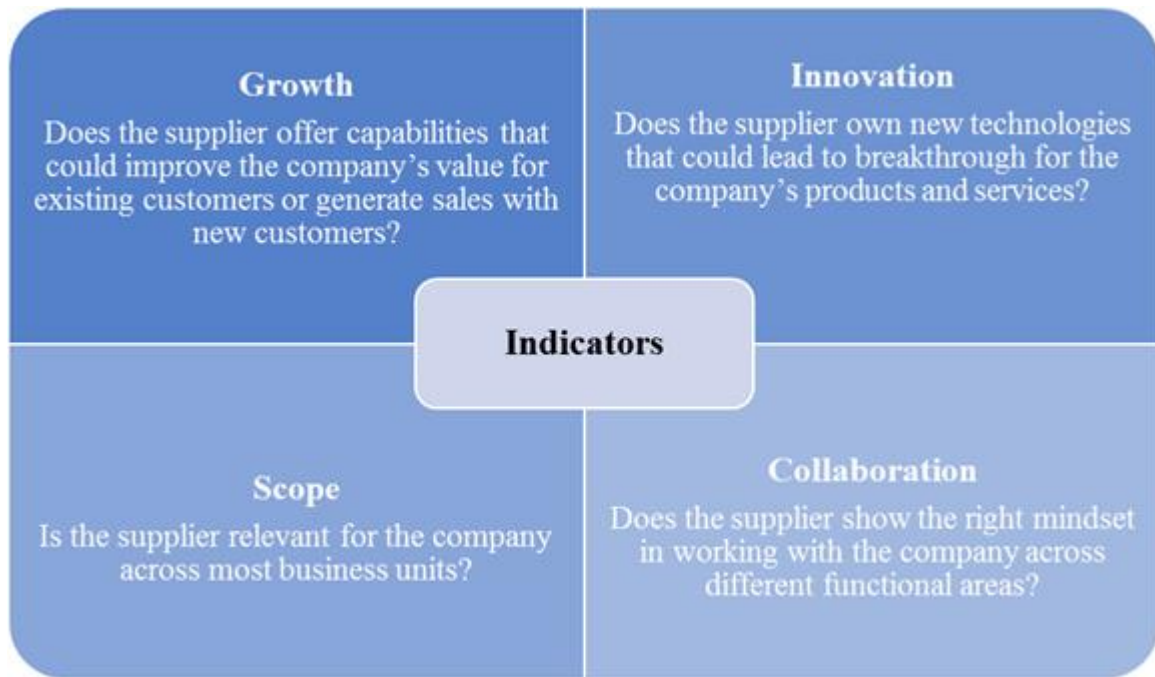 Growth
Does the supplier offer capabilities that
could improve the company's value for
existing customers or generate sales with
new customers?
Innovation
Does the supplier own new technologies
that could lead to breakthrough for the
company's products and services?
Indicators
Scope
Is the supplier relevant for the company
across most business units?
Collaboration
Does the supplier show the right mindset
in working with the company across
different functional areas?